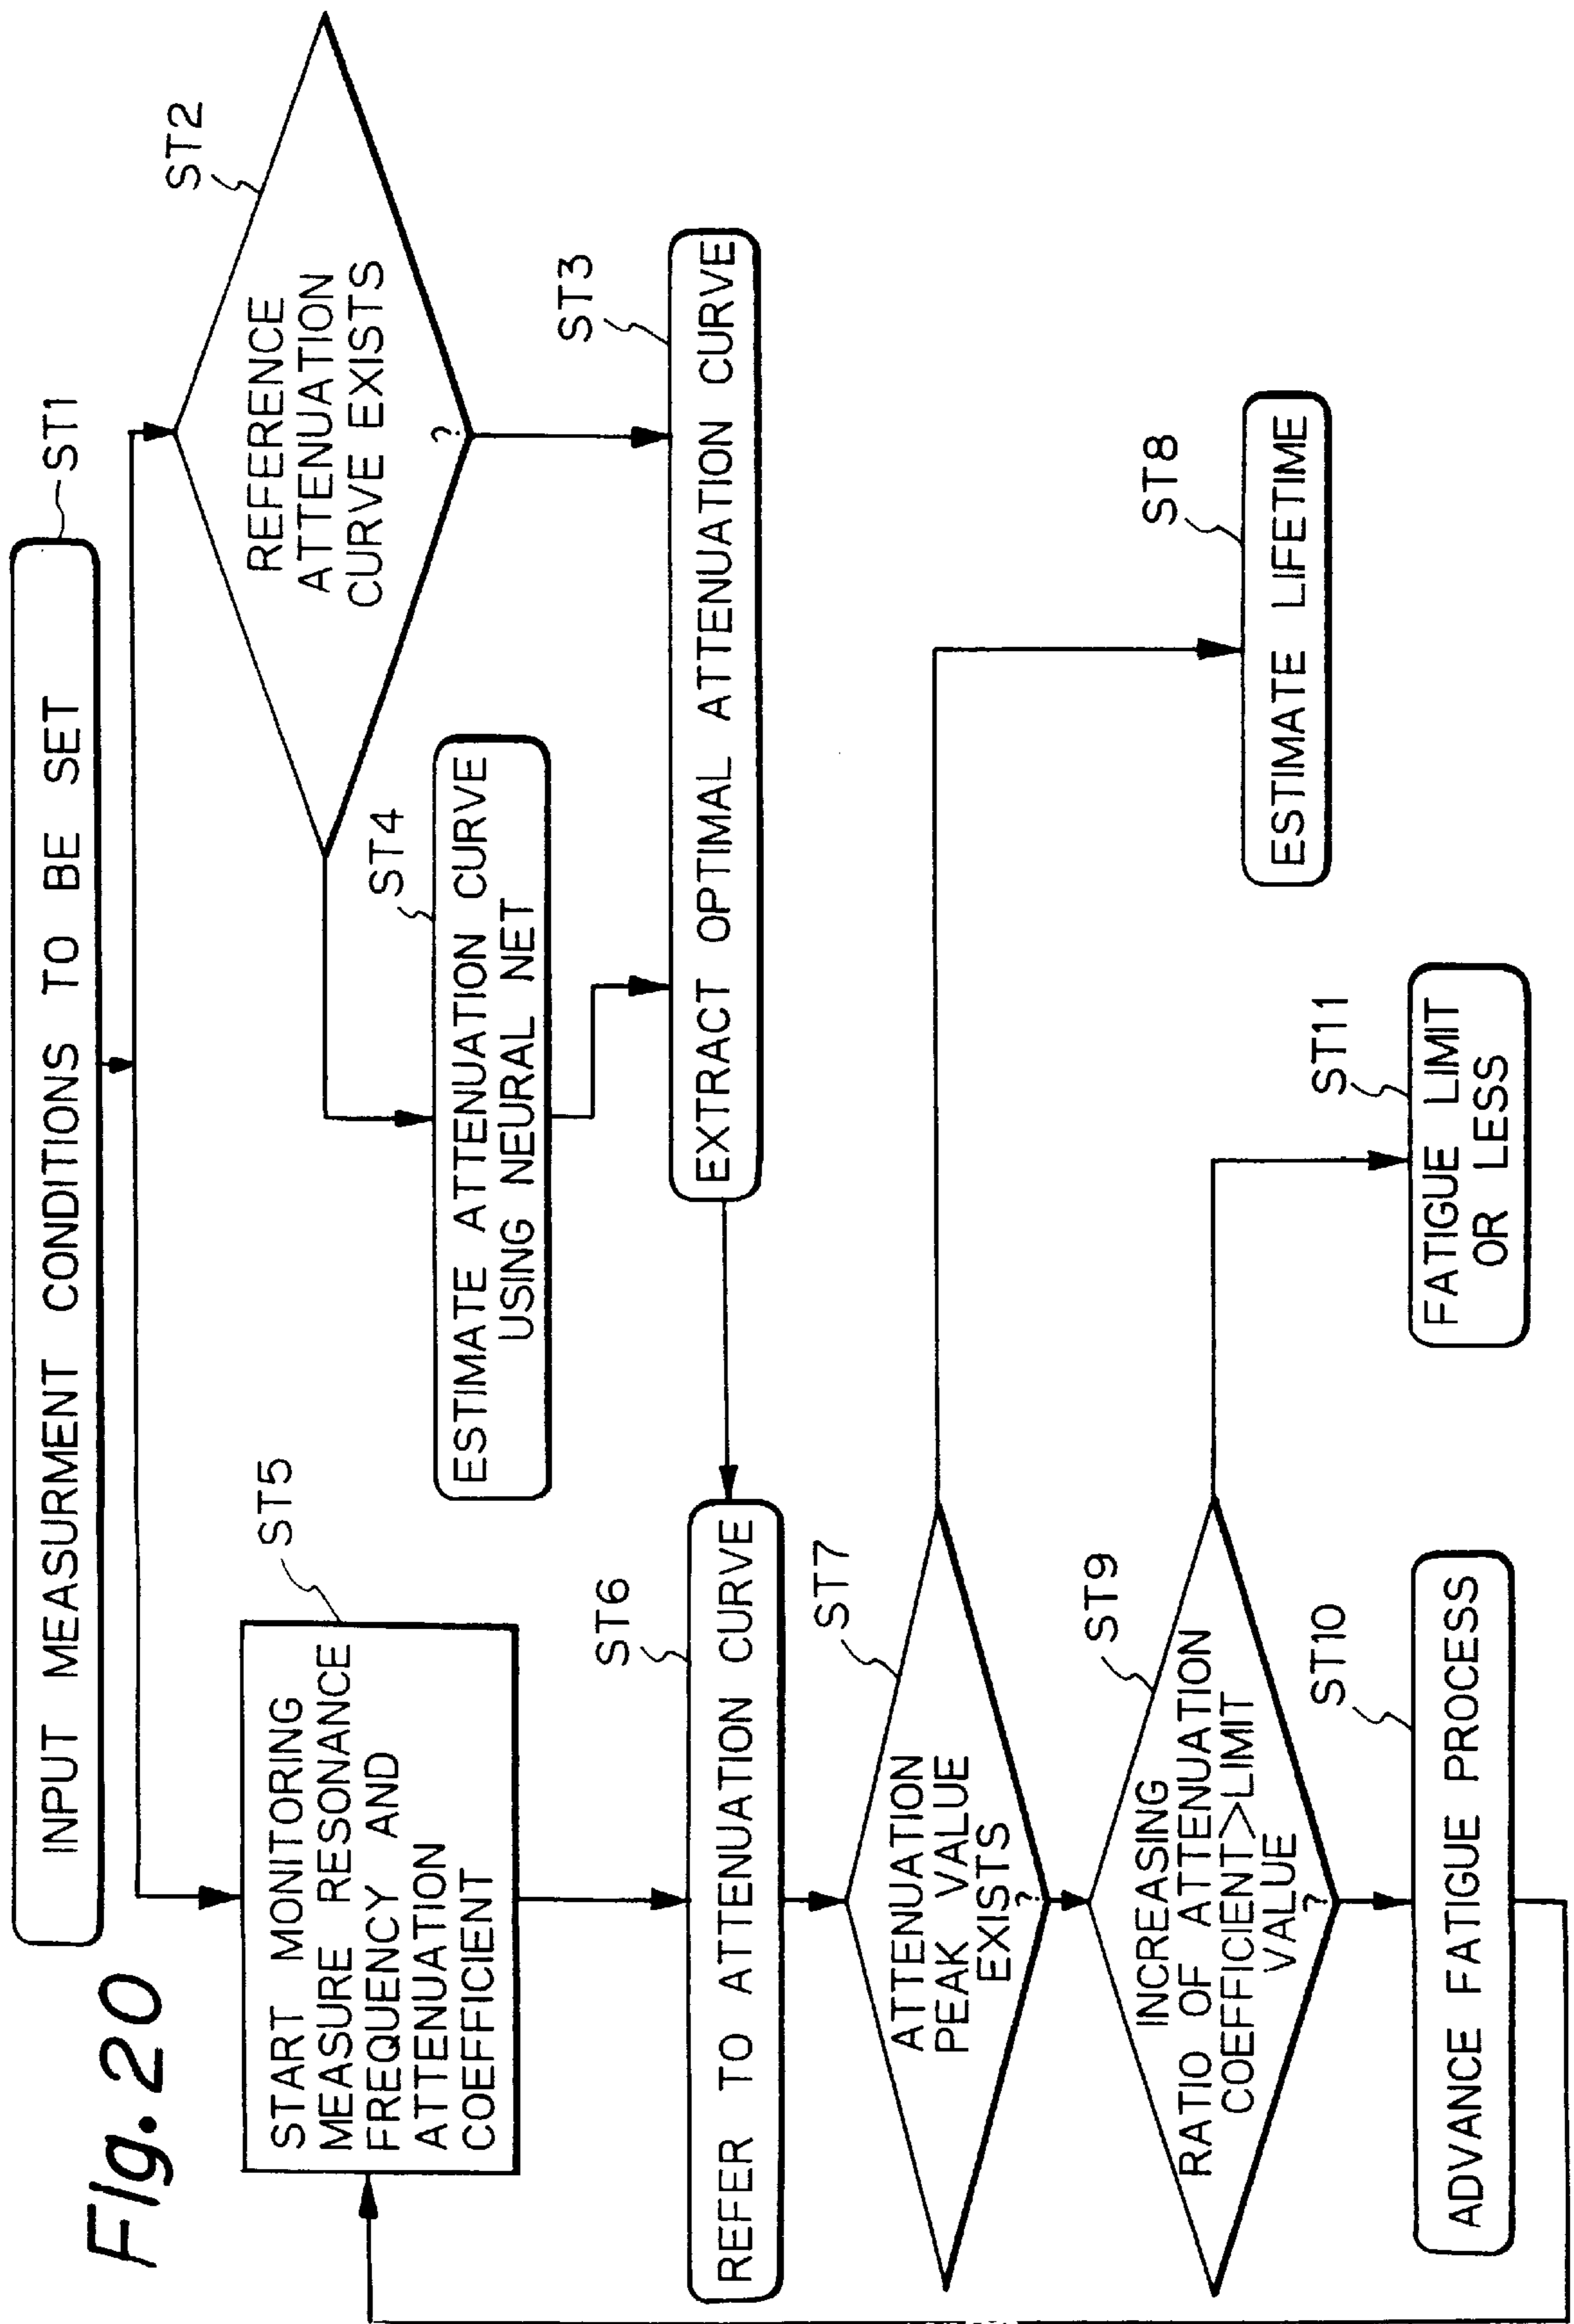 Fig. 20
INPUT MEASURMENT CONDITIONS TO BE SET
ST1
START MONITORING
MEASURE RESONANCE
FREQUENCY AND
ATTENUATION
COEFFICIENT
ST5
REFERENCE
ATTENUATION
CURVE EXISTS
?
ST2
ESTIMATE ATTENUATION CURVE
USING NEURAL NET
ST4
EXTRACT OPTIMAL ATTENUATION CURVE
ST3
REFER TO ATTENUATION CURVE
ST6
ATTENUATION
PEAK VALUE
EXISTS
?
ST7
ESTIMATE LIFETIME
ST8
INCREASING
RATIO OF ATTENUATION
COEFFICIENT>LIMIT
VALUE
?
ST9
ADVANCE FATIGUE PROCESS
ST10
FATIGUE LIMIT
OR LESS
ST11